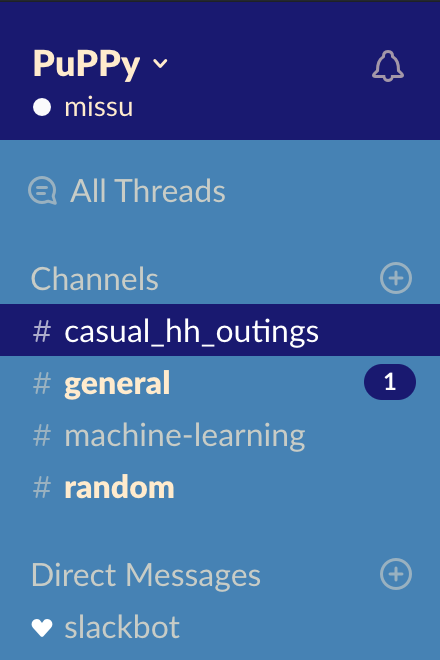 PuPPy
missu
All Threads
Channels
# casual_hh_outings
# general 1
# machine-learning
# random
Direct Messages
slackbot